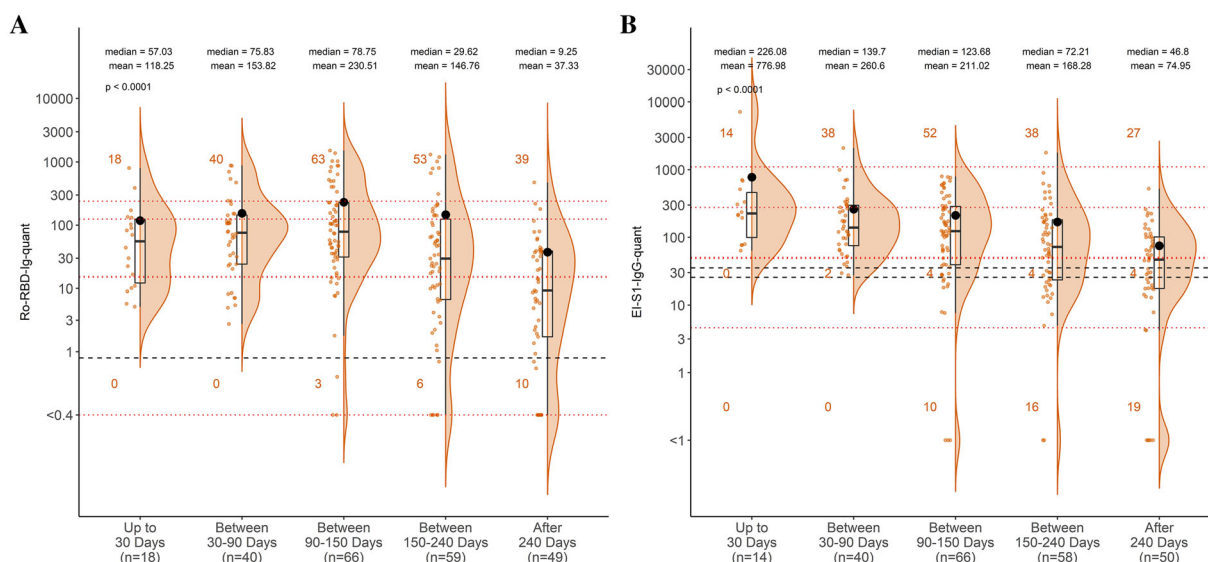 A
median = 57.03 median = 75.83 median = 78.75 median = 29.62 median = 9.25
mean = 118.25 mean = 153.82 mean = 230.51 mean = 146.76 mean = 37.33
p < 0.0001
10000
3000
1000
300
100
30
10
3
1
<0.4
Ro-RBD-Ig-quant
18 40 63 53 39
0 0 3 6 10
Up to Between Between Between After
30 Days 30-90 Days 90-150 Days 150-240 Days 240 Days
(n=18) (n=40) (n=66) (n=59) (n=49)
B
median = 226.08 median = 139.7 median = 123.68 median = 72.21 median = 46.8
mean = 776.98 mean = 260.6 mean = 211.02 mean = 168.28 mean = 74.95
p < 0.0001
30000
10000
3000
1000
300
100
30
10
3
1
<1
EI-S1-IgG-quant
14 38 52 38 27
0 2 4 4 4
0 0 10 16 19
Up to Between Between Between After
30 Days 30-90 Days 90-150 Days 150-240 Days 240 Days
(n=14) (n=40) (n=66) (n=58) (n=50)